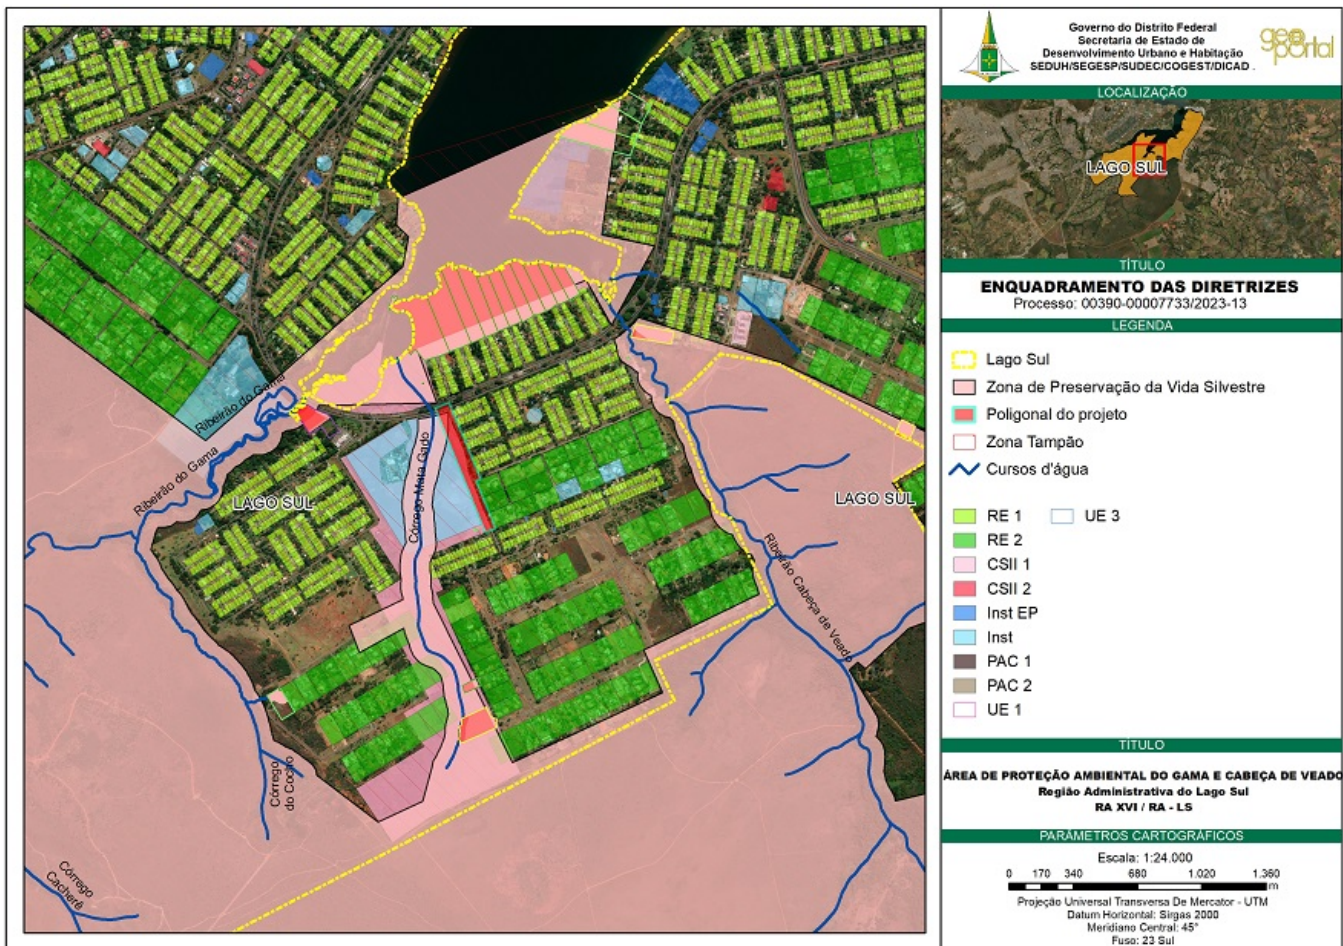 Governo do Distrito Federal
Secretaria de Estado de
Desenvolvimento Urbano e Habitação
SEDUH/SEGESP/SUDEC/COGEST/DICAD .
geo
portal
LOCALIZAÇÃO
LAGO SUL
TÍTULO
ENQUADRAMENTO DAS DIRETRIZES
Processo: 00390-00007733/2023-13
LEGENDA
Lago Sul
Zona de Preservação da Vida Silvestre
Poligonal do projeto
Zona Tampão
Cursos d'água
RE 1
UE 3
RE 2
CSII 1
CSII 2
Inst EP
Inst
PAC 1
PAC 2
UE 1
TÍTULO
ÁREA DE PROTEÇÃO AMBIENTAL DO GAMA E CABEÇA DE VEADO
Região Administrativa do Lago Sul
RA XVI / RA - LS
PARÂMETROS CARTOGRÁFICOS
Escala: 1:24.000
0 170 340 680 1.020 1.360
m
Projeção Universal Transversa De Mercator - UTM
Datum Horizontal: Sirgas 2000
Meridiano Central: 45°
Fuso: 23 Sul
Ribeirão do Gama
Ribeirão do Gama
LAGO SUL
Córrego Mata Gado
LAGO SUL
Ribeirão Cabeça de Veado
Córrego
do Cocho
Córrego
Cacherê